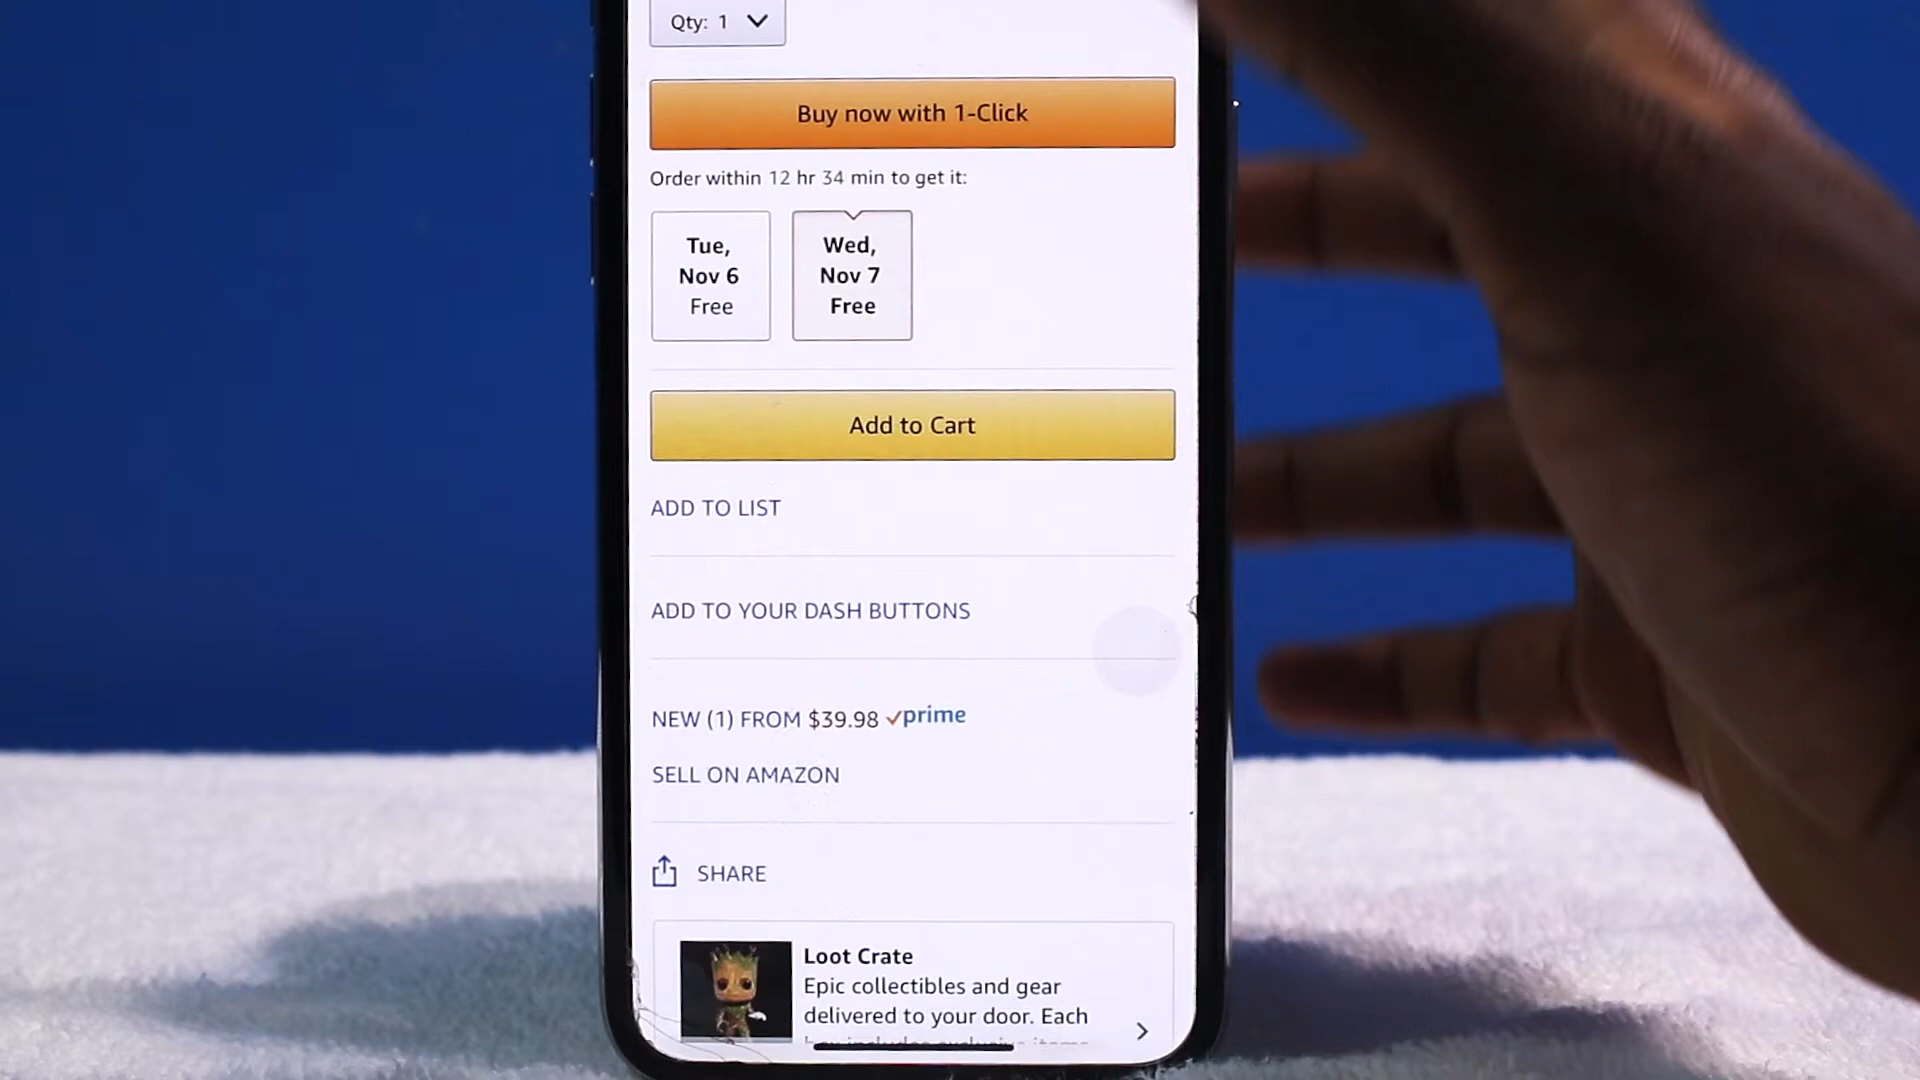 Qty: 1
Buy now with 1-Click
Order within 12 hr 34 min to get it:
Tue,
Nov 6
Free
Wed,
Nov 7
Free
Add to Cart
ADD TO LIST
ADD TO YOUR DASH BUTTONS
NEW (1) FROM $39.98 prime
SELL ON AMAZON
SHARE
Loot Crate
Epic collectibles and gear
delivered to your door. Each